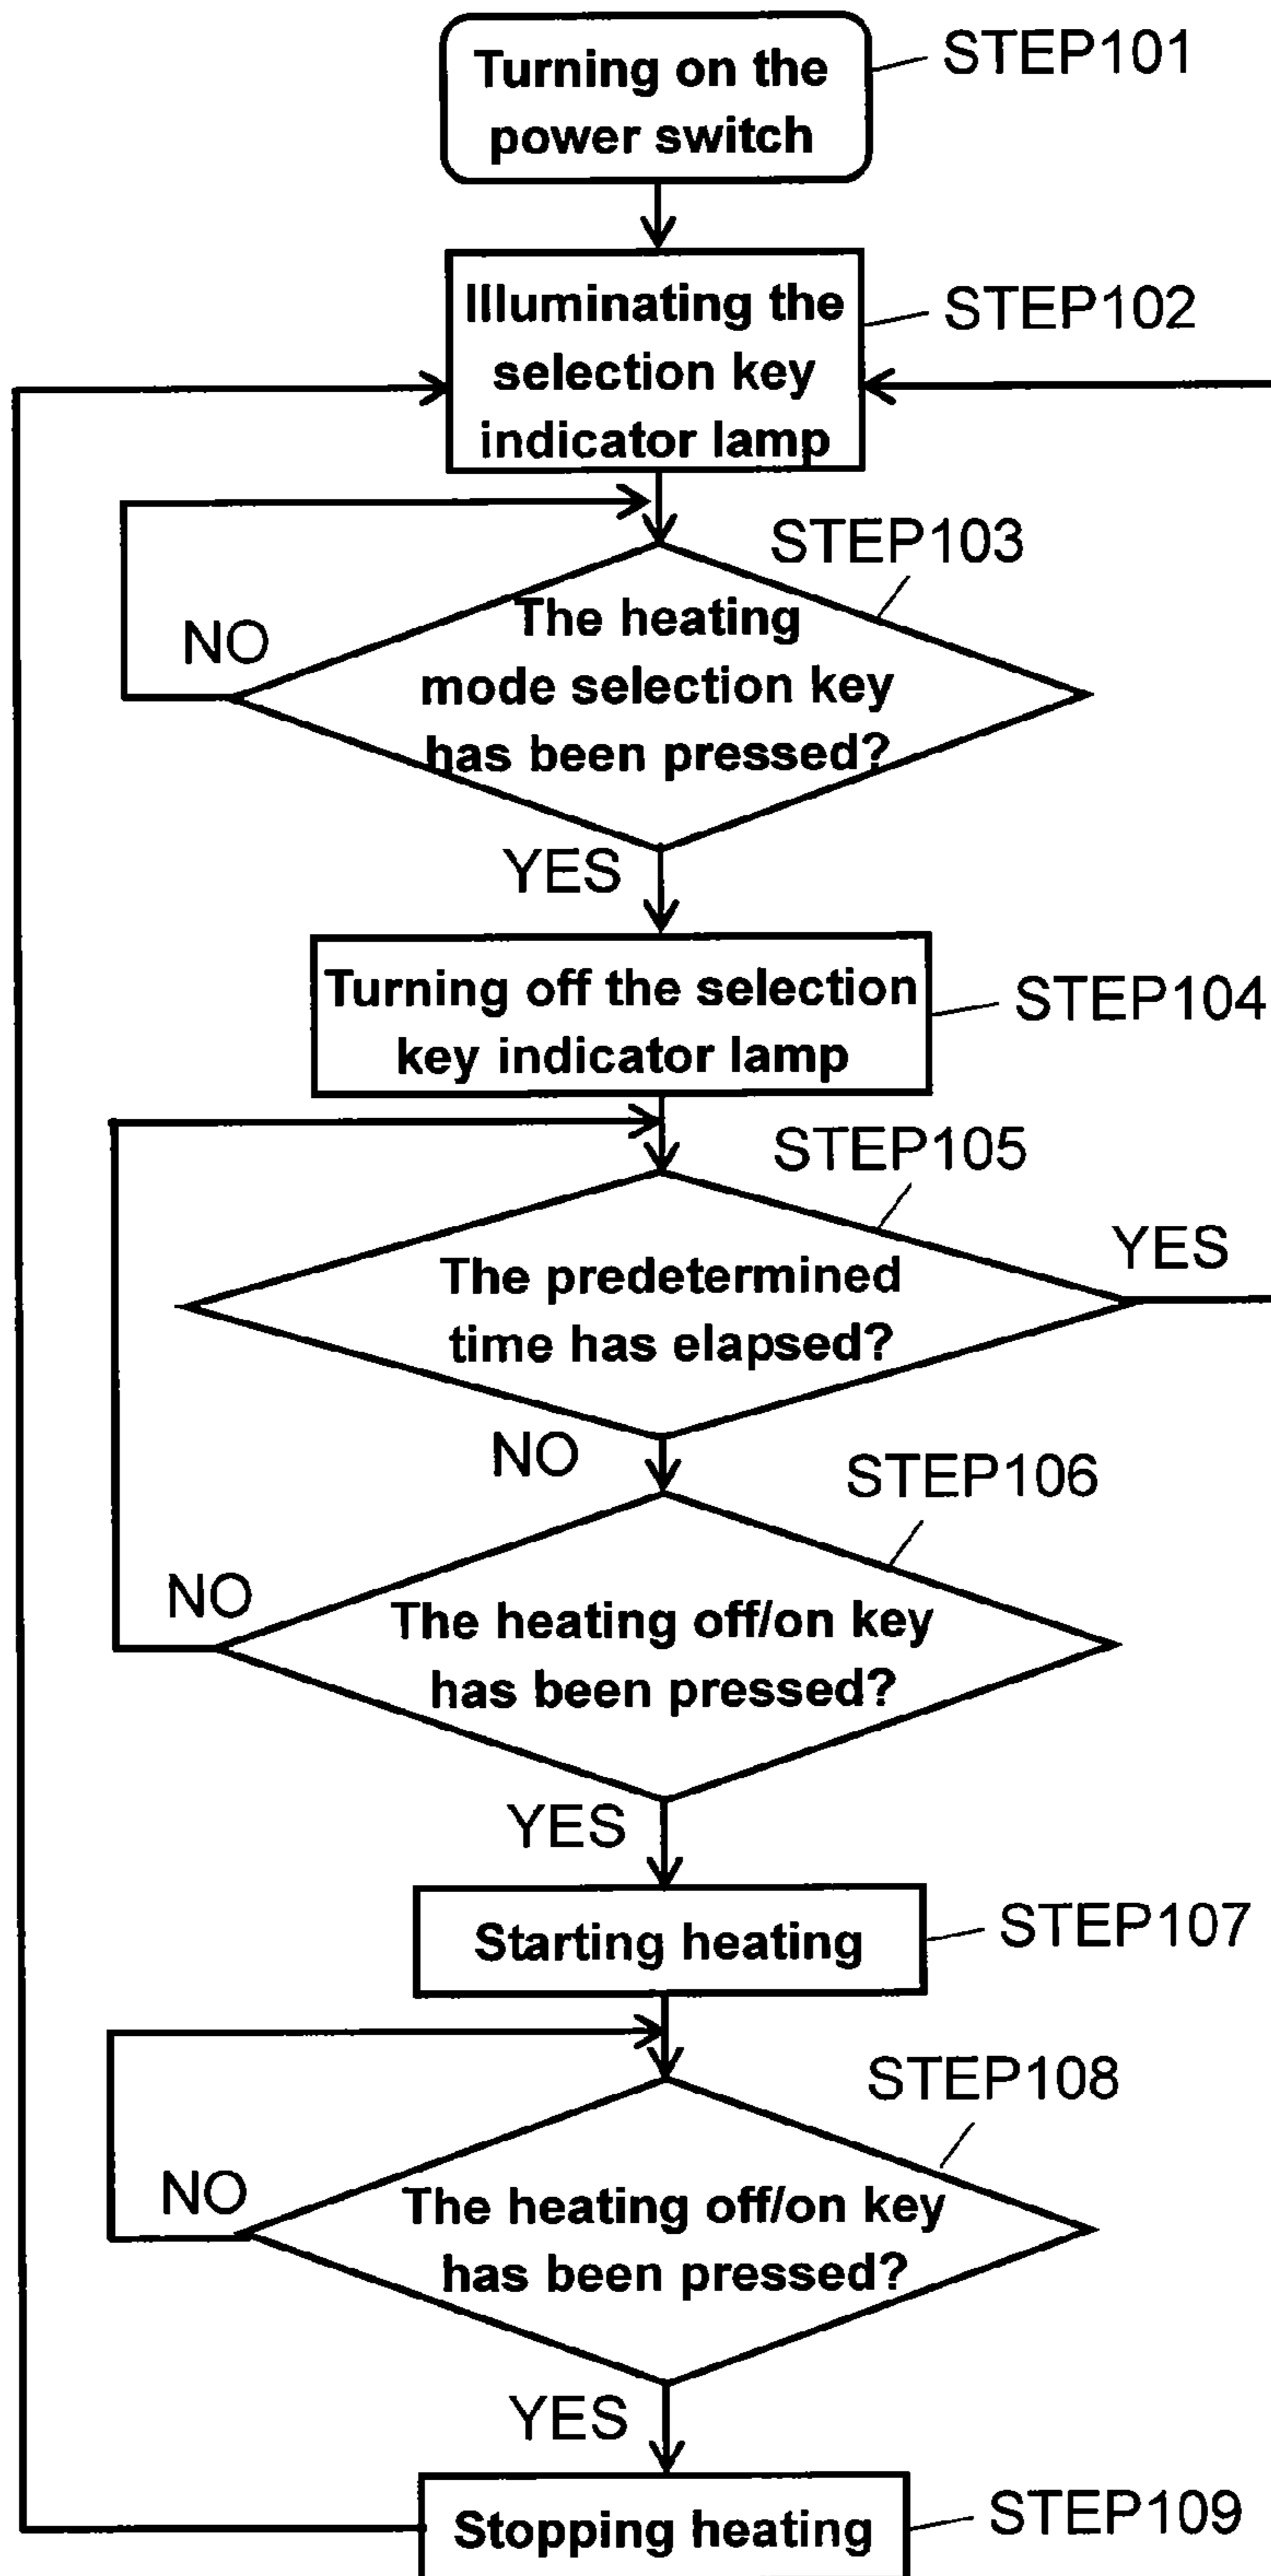 Turning on the
power switch
STEP101
Illuminating the
selection key
indicator lamp
STEP102
STEP103
The heating
mode selection key
has been pressed?
NO
YES
Turning off the selection
key indicator lamp
STEP104
STEP105
The predetermined
time has elapsed?
YES
NO
STEP106
The heating off/on key
has been pressed?
NO
YES
Starting heating
STEP107
STEP108
The heating off/on key
has been pressed?
NO
YES
Stopping heating
STEP109